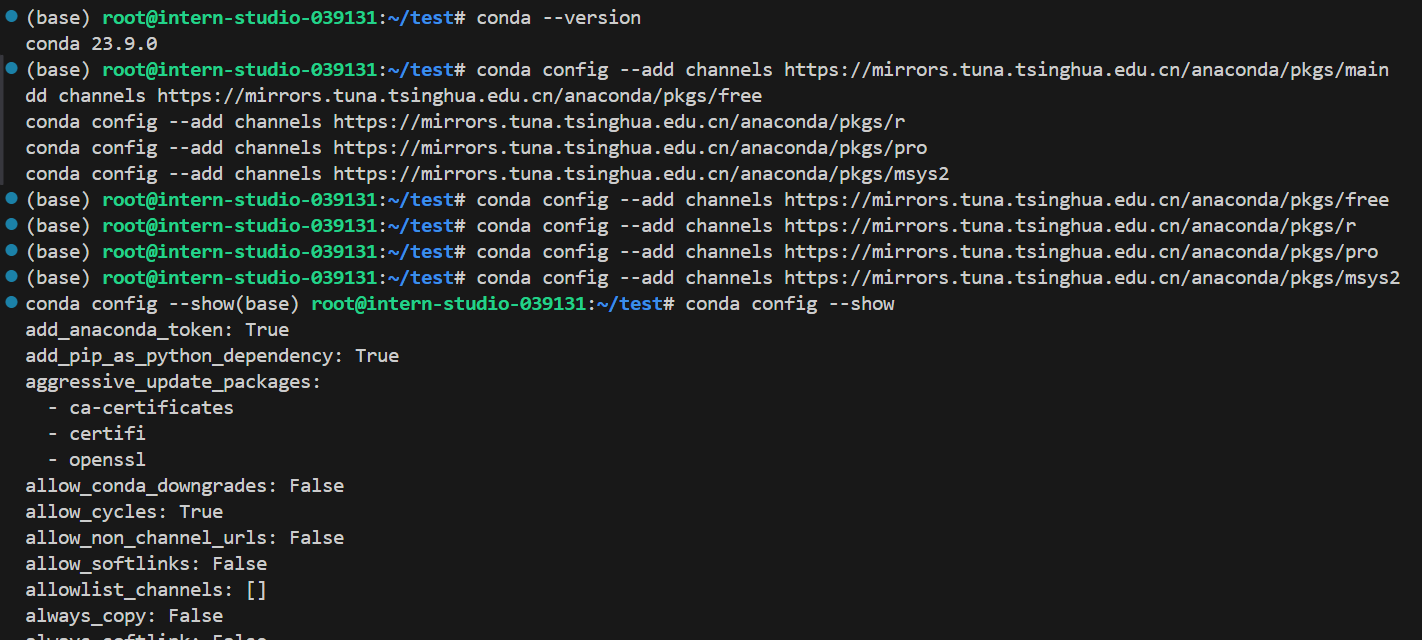 (base) root@intern-studio-039131:~/test# conda --version
conda 23.9.0
(base) root@intern-studio-039131:~/test# conda config --add channels https://mirrors.tuna.tsinghua.edu.cn/anaconda/pkgs/main
dd channels https://mirrors.tuna.tsinghua.edu.cn/anaconda/pkgs/free
conda config --add channels https://mirrors.tuna.tsinghua.edu.cn/anaconda/pkgs/r
conda config --add channels https://mirrors.tuna.tsinghua.edu.cn/anaconda/pkgs/pro
conda config --add channels https://mirrors.tuna.tsinghua.edu.cn/anaconda/pkgs/msys2
(base) root@intern-studio-039131:~/test# conda config --add channels https://mirrors.tuna.tsinghua.edu.cn/anaconda/pkgs/free
(base) root@intern-studio-039131:~/test# conda config --add channels https://mirrors.tuna.tsinghua.edu.cn/anaconda/pkgs/r
(base) root@intern-studio-039131:~/test# conda config --add channels https://mirrors.tuna.tsinghua.edu.cn/anaconda/pkgs/pro
(base) root@intern-studio-039131:~/test# conda config --add channels https://mirrors.tuna.tsinghua.edu.cn/anaconda/pkgs/msys2
conda config --show(base) root@intern-studio-039131:~/test# conda config --show
add_anaconda_token: True
add_pip_as_python_dependency: True
aggressive_update_packages:
  - ca-certificates
  - certifi
  - openssl
allow_conda_downgrades: False
allow_cycles: True
allow_non_channel_urls: False
allow_softlinks: False
allowlist_channels: []
always_copy: False
always_softlink: False